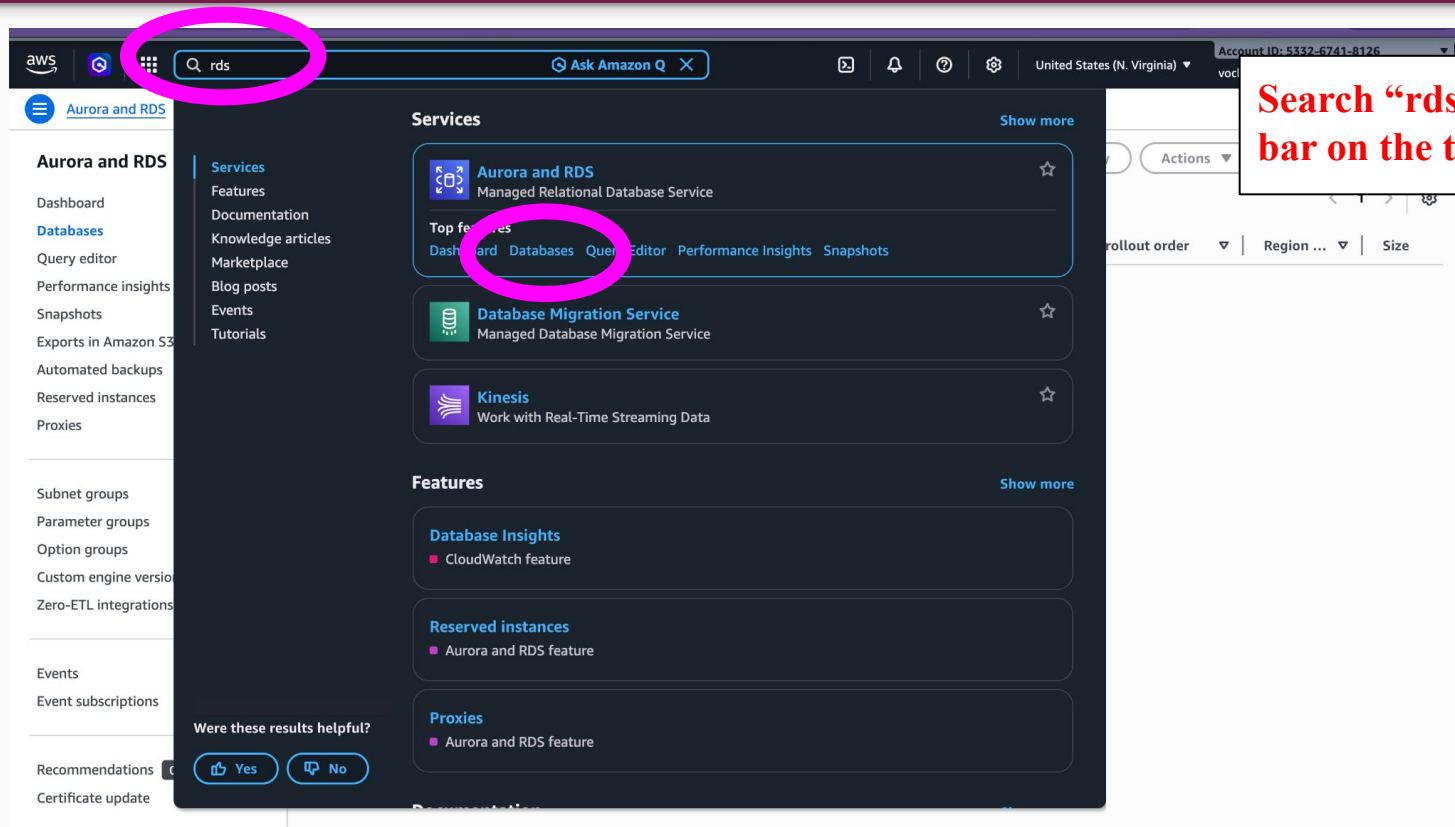 aws
rds
Ask Amazon Q
United States (N. Virginia)
Account ID: 5332-6741-8126
Search “rds
bar on the t
Aurora and RDS
Aurora and RDS
Dashboard
Databases
Query editor
Performance insights
Snapshots
Exports in Amazon S3
Automated backups
Reserved instances
Proxies
Subnet groups
Parameter groups
Option groups
Custom engine versio
Zero-ETL integrations
Events
Event subscriptions
Recommendations
Certificate update
Services
Features
Documentation
Knowledge articles
Marketplace
Blog posts
Events
Tutorials
Were these results helpful?
Yes
No
Services
Show more
Aurora and RDS
Managed Relational Database Service
Top features
Dashboard Databases Query Editor Performance Insights Snapshots
Database Migration Service
Managed Database Migration Service
Kinesis
Work with Real-Time Streaming Data
Features
Show more
Database Insights
CloudWatch feature
Reserved instances
Aurora and RDS feature
Proxies
Aurora and RDS feature
Actions
1
rollout order
Region ...
Size